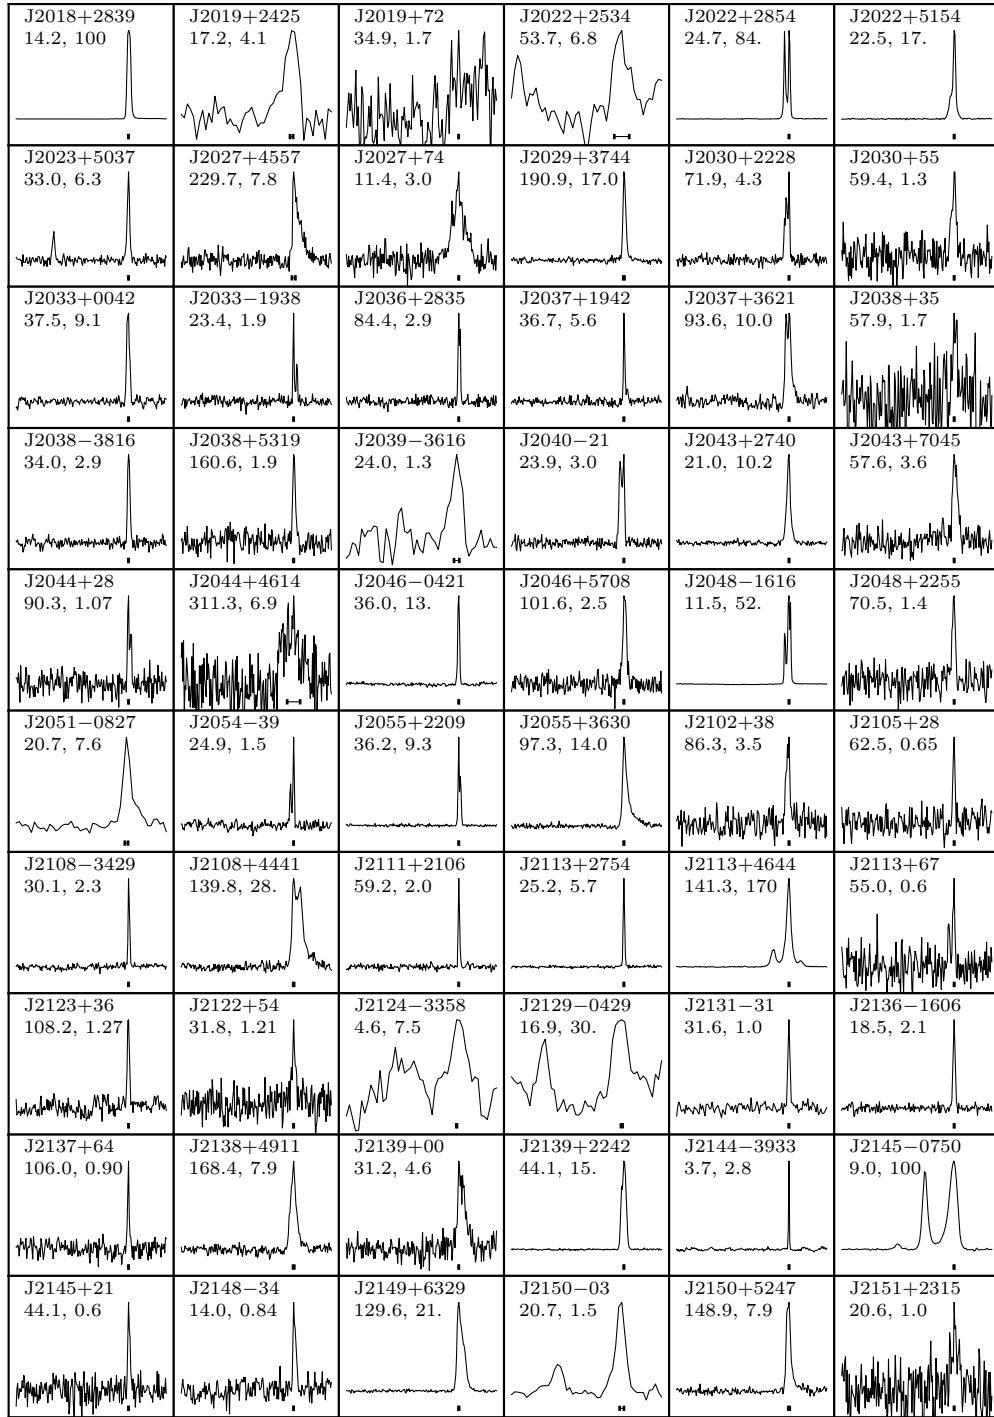 J2018+2839
14.2, 100
J2019+2425
17.2, 4.1
J2019+72
34.9, 1.7
J2022+2534
53.7, 6.8
J2022+2854
24.7, 84.
J2022+5154
22.5, 17.
J2023+5037
33.0, 6.3
J2027+4557
229.7, 7.8
J2027+74
11.4, 3.0
J2029+3744
190.9, 17.0
J2030+2228
71.9, 4.3
J2030+55
59.4, 1.3
J2033+0042
37.5, 9.1
J2033−1938
23.4, 1.9
J2036+2835
84.4, 2.9
J2037+1942
36.7, 5.6
J2037+3621
93.6, 10.0
J2038+35
57.9, 1.7
J2038−3816
34.0, 2.9
J2038+5319
160.6, 1.9
J2039−3616
24.0, 1.3
J2040−21
23.9, 3.0
J2043+2740
21.0, 10.2
J2043+7045
57.6, 3.6
J2044+28
90.3, 1.07
J2044+4614
311.3, 6.9
J2046−0421
36.0, 13.
J2046+5708
101.6, 2.5
J2048−1616
11.5, 52.
J2048+2255
70.5, 1.4
J2051−0827
20.7, 7.6
J2054−39
24.9, 1.5
J2055+2209
36.2, 9.3
J2055+3630
97.3, 14.0
J2102+38
86.3, 3.5
J2105+28
62.5, 0.65
J2108−3429
30.1, 2.3
J2108+4441
139.8, 28.
J2111+2106
59.2, 2.0
J2113+2754
25.2, 5.7
J2113+4644
141.3, 170
J2113+67
55.0, 0.6
J2123+36
108.2, 1.27
J2122+54
31.8, 1.21
J2124−3358
4.6, 7.5
J2129−0429
16.9, 30.
J2131−31
31.6, 1.0
J2136−1606
18.5, 2.1
J2137+64
106.0, 0.90
J2138+4911
168.4, 7.9
J2139+00
31.2, 4.6
J2139+2242
44.1, 15.
J2144−3933
3.7, 2.8
J2145−0750
9.0, 100
J2145+21
44.1, 0.6
J2148−34
14.0, 0.84
J2149+6329
129.6, 21.
J2150−03
20.7, 1.5
J2150+5247
148.9, 7.9
J2151+2315
20.6, 1.0